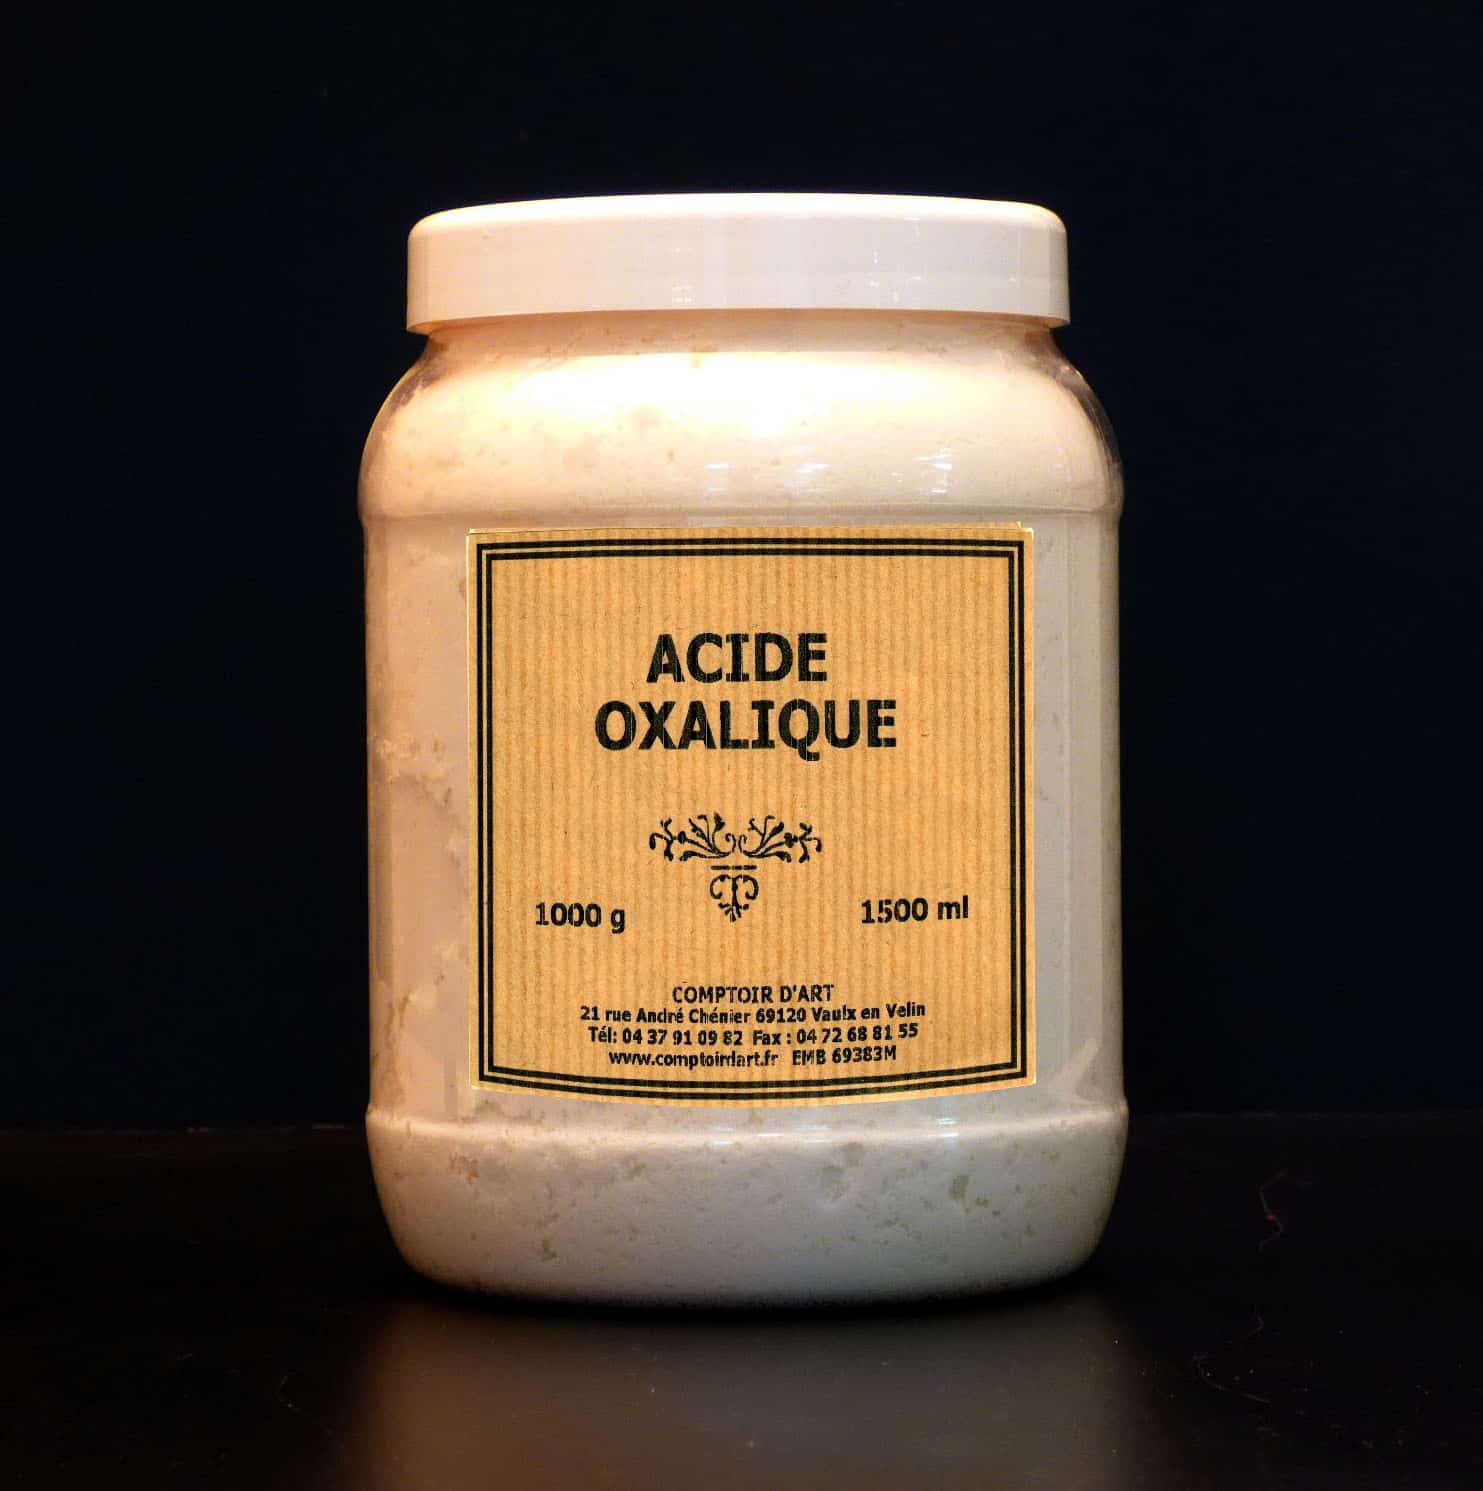 ACIDE
OXALIQUE
1000 g 1500 ml
COMPTOIR D'ART
21 rue André Chénier 69120 Vaulx en Velin
Tél: 04 37 91 09 82 Fax : 04 72 68 81 55
www.comptoirdart.fr EMB 69383M